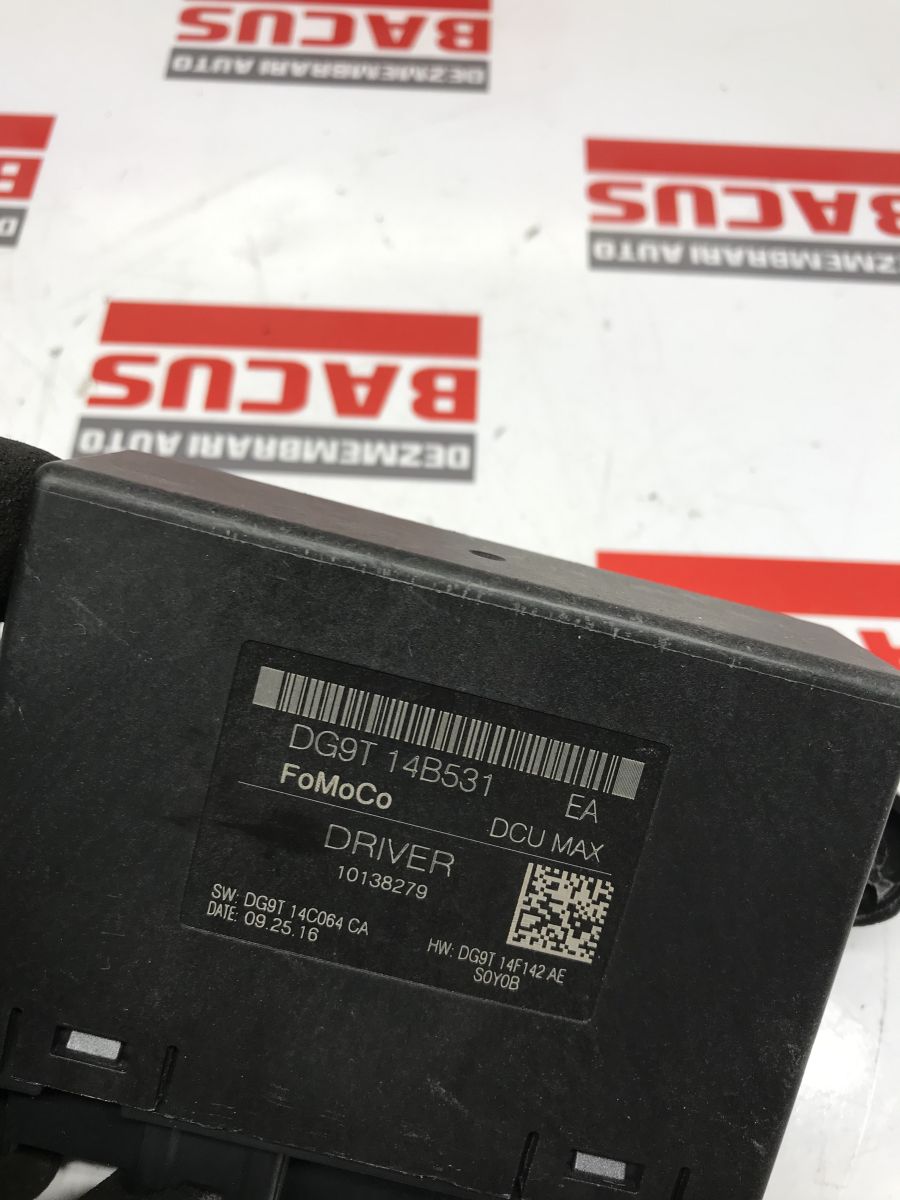 BACUS
DEZMEMBRARI AUTO
BACUS
DEZMEMBRARI AUTO
BACUS
DEZMEMBRARI AUTO
DG9T 14B531 EA
FoMoCo
DCU MAX
DRIVER
10138279
SW: DG9T 14C064 CA
DATE: 09.25.16
HW: DG9T 14F142 AE
S0Y0B